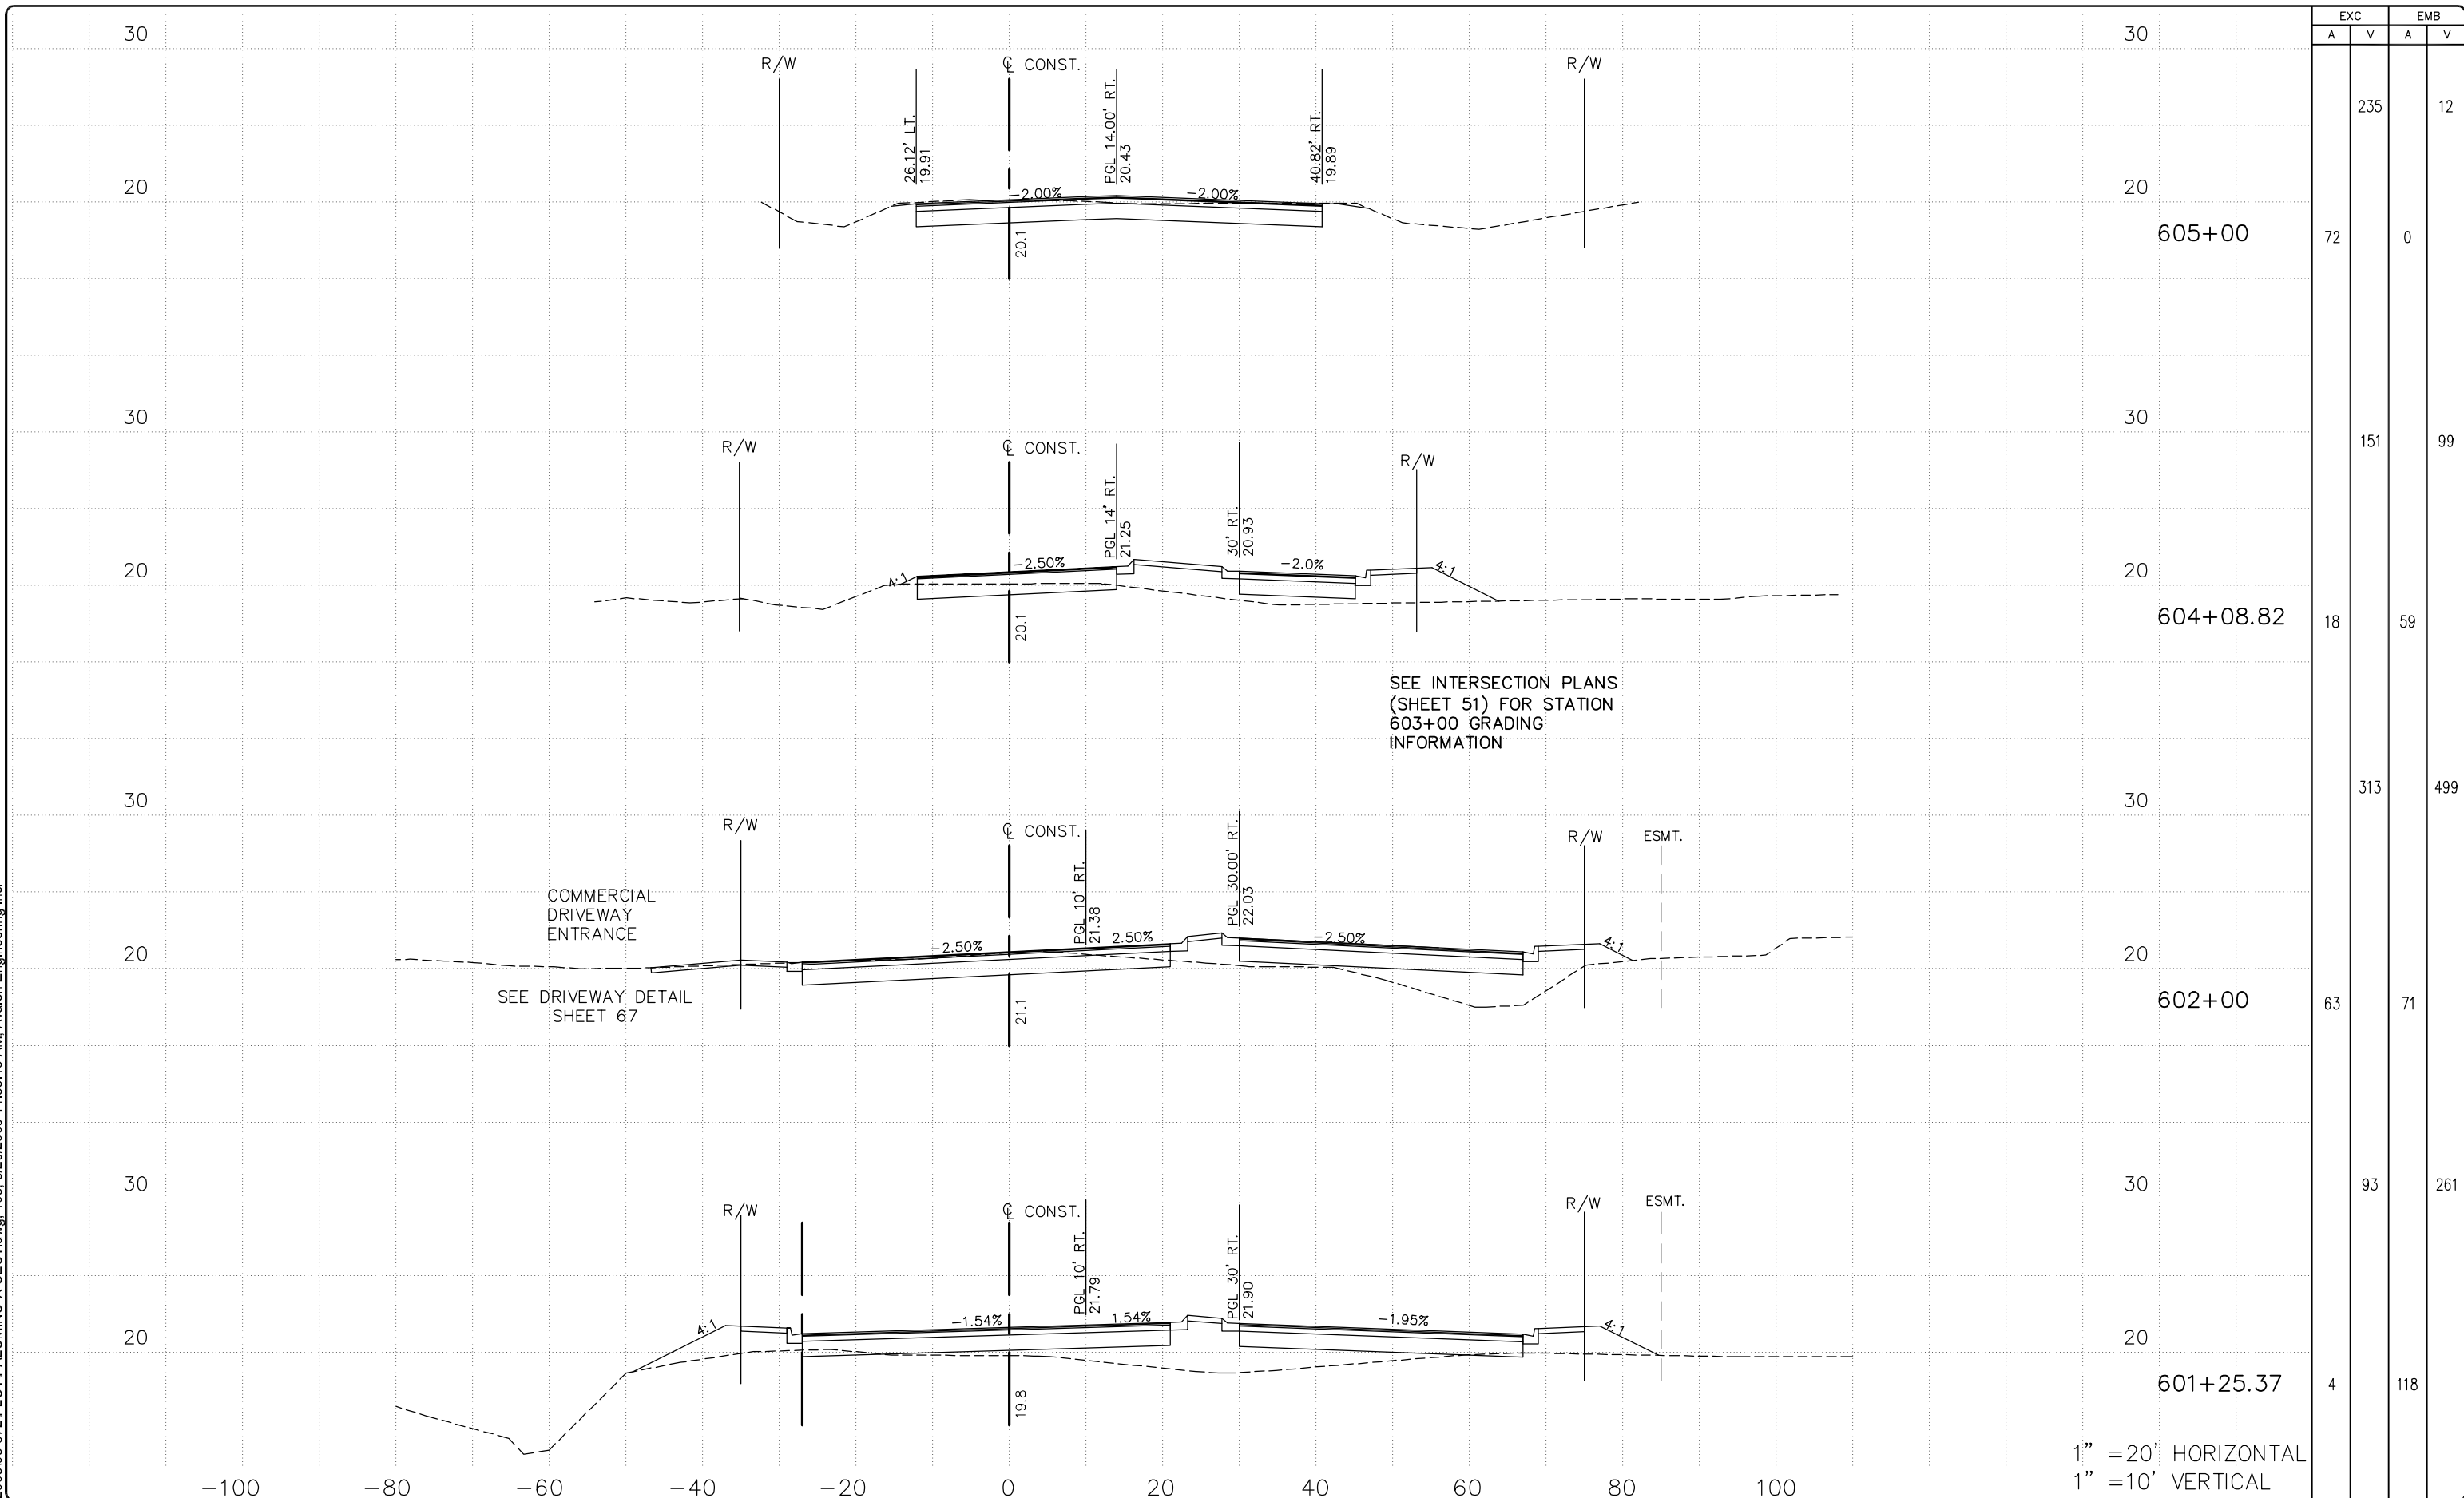 EXC EMB
A V A V
30 30
R/W ℄ CONST. R/W
235 12
26.12' LT.
19.91
PGL 14.00' RT.
20.43
40.82' RT.
19.89
20 -2.00% -2.00% 20
20.1
605+00 72 0
30 30
R/W ℄ CONST. R/W
151 99
PGL 14' RT.
21.25
30' RT.
20.93
20 4:1 -2.50% -2.0% 4:1 20
20.1
604+08.82 18 59
SEE INTERSECTION PLANS
(SHEET 51) FOR STATION
603+00 GRADING
INFORMATION
313 499
30 30
R/W ℄ CONST. R/W ESMT.
PGL 10' RT.
21.38
PGL 30.00' RT.
22.03
COMMERCIAL
DRIVEWAY
ENTRANCE
20 -2.50% 2.50% -2.50% 4:1 20
SEE DRIVEWAY DETAIL
SHEET 67
21.1
602+00 63 71
30 30
93 261
R/W ℄ CONST. R/W ESMT.
PGL 10' RT.
21.79
PGL 30' RT.
21.90
20 4:1 -1.54% 1.54% -1.95% 4:1 20
19.8
601+25.37 4 118
1" =20' HORIZONTAL
1" =10' VERTICAL
-100 -80 -60 -40 -20 0 20 40 60 80 100